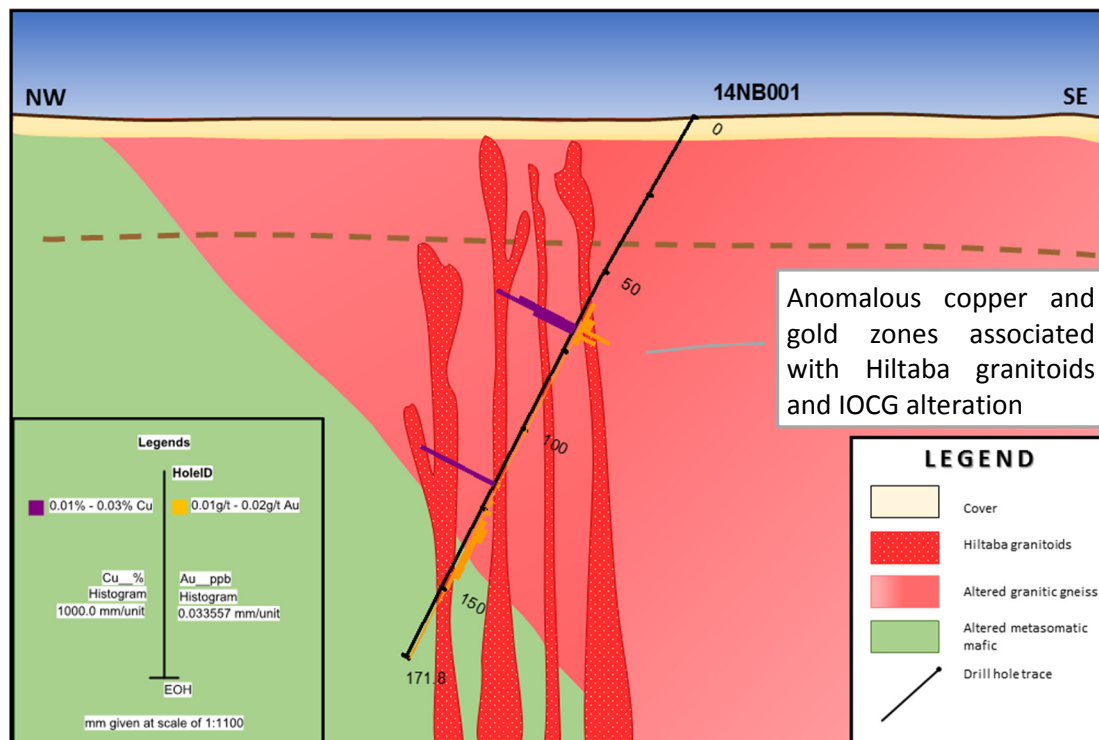 14NB001
NW
SE
0
50
100
150
171.8
Anomalous copper and
gold zones associated
with Hiltaba granitoids
and IOCG alteration
Legends
HoleID
0.01% - 0.03% Cu
0.01g/t - 0.02g/t Au
Cu__%
Histogram
1000.0 mm/unit
Au__ppb
Histogram
0.033557 mm/unit
EOH
mm given at scale of 1:1100
LEGEND
Cover
Hiltaba granitoids
Altered granitic gneiss
Altered metasomatic
mafic
Drill hole trace